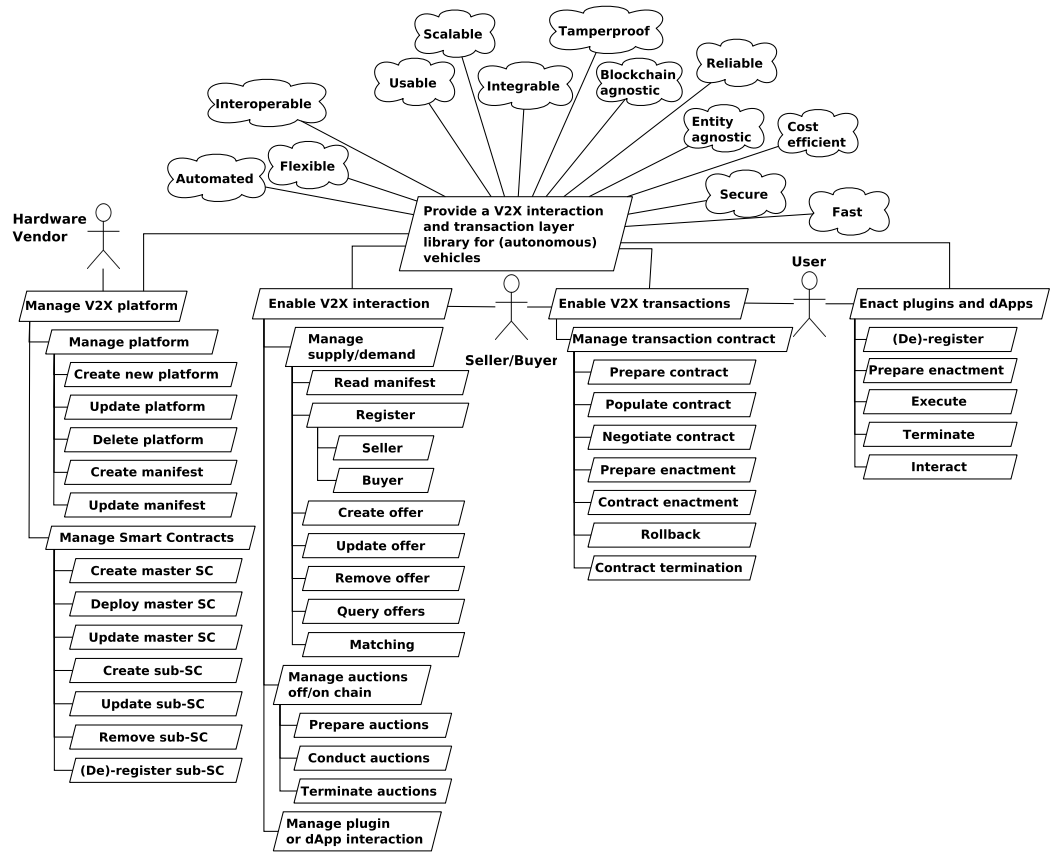 Scalable
Tamperproof
Usable
Integrable
Blockchain
agnostic
Reliable
Interoperable
Entity
agnostic
Cost
efficient
Automated
Flexible
Secure
Fast
Provide a V2X interaction
and transaction layer
library for (autonomous)
vehicles
Hardware
Vendor
Seller/Buyer
User
Manage V2X platform
Manage platform
Create new platform
Update platform
Delete platform
Create manifest
Update manifest
Manage Smart Contracts
Create master SC
Deploy master SC
Update master SC
Create sub-SC
Update sub-SC
Remove sub-SC
(De)-register sub-SC
Enable V2X interaction
Manage
supply/demand
Read manifest
Register
Seller
Buyer
Create offer
Update offer
Remove offer
Query offers
Matching
Manage auctions
off/on chain
Prepare auctions
Conduct auctions
Terminate auctions
Manage plugin
or dApp interaction
Enable V2X transactions
Manage transaction contract
Prepare contract
Populate contract
Negotiate contract
Prepare enactment
Contract enactment
Rollback
Contract termination
Enact plugins and dApps
(De)-register
Prepare enactment
Execute
Terminate
Interact